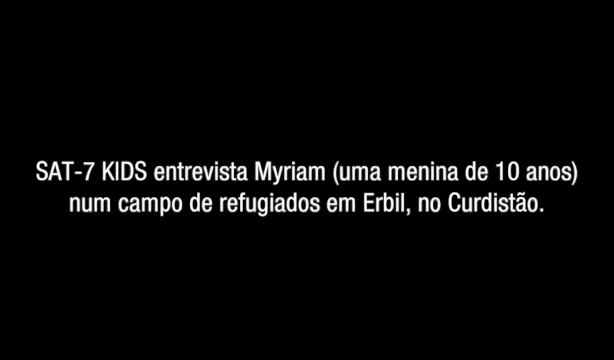 SAT-7 KIDS entrevista Myriam (uma menina de 10 anos)
num campo de refugiados em Erbil, no Curdistão.